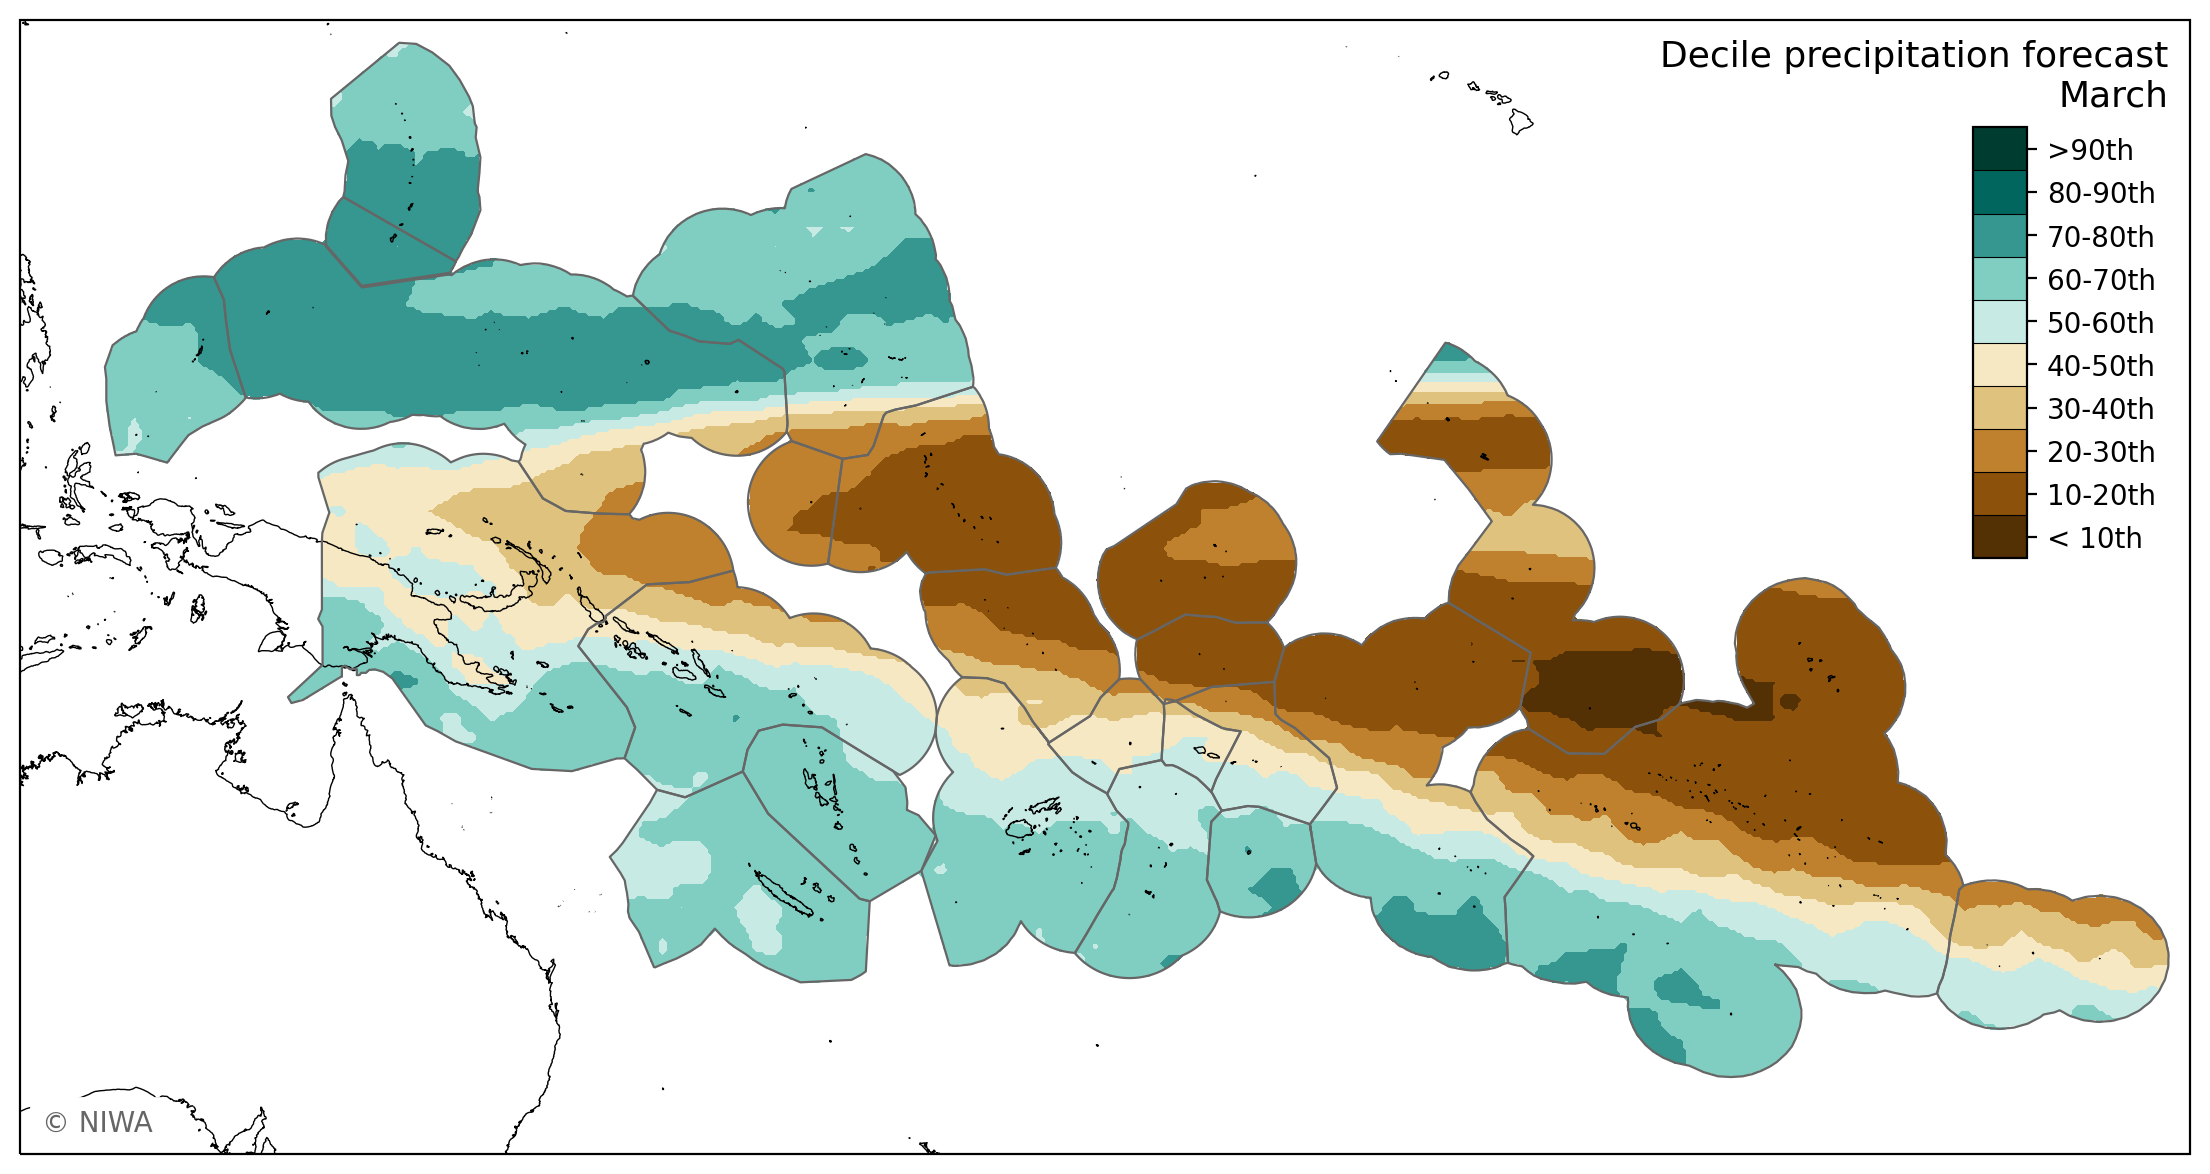 Decile precipitation forecast
March
>90th
80-90th
70-80th
60-70th
50-60th
40-50th
30-40th
20-30th
10-20th
< 10th
© NIWA